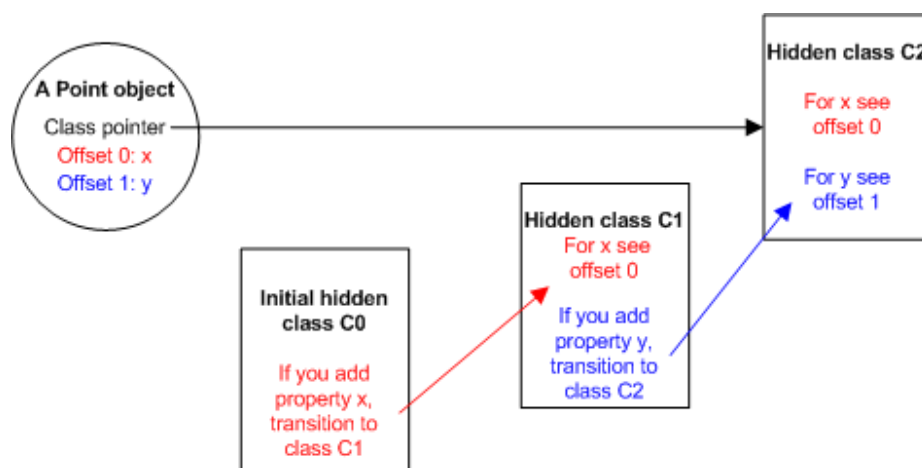 A Point object
Class pointer
Offset 0: x
Offset 1: y
Initial hidden
class C0
If you add
property x,
transition to
class C1
Hidden class C1
For x see
offset 0
If you add
property y,
transition to
class C2
Hidden class C2
For x see
offset 0
For y see
offset 1